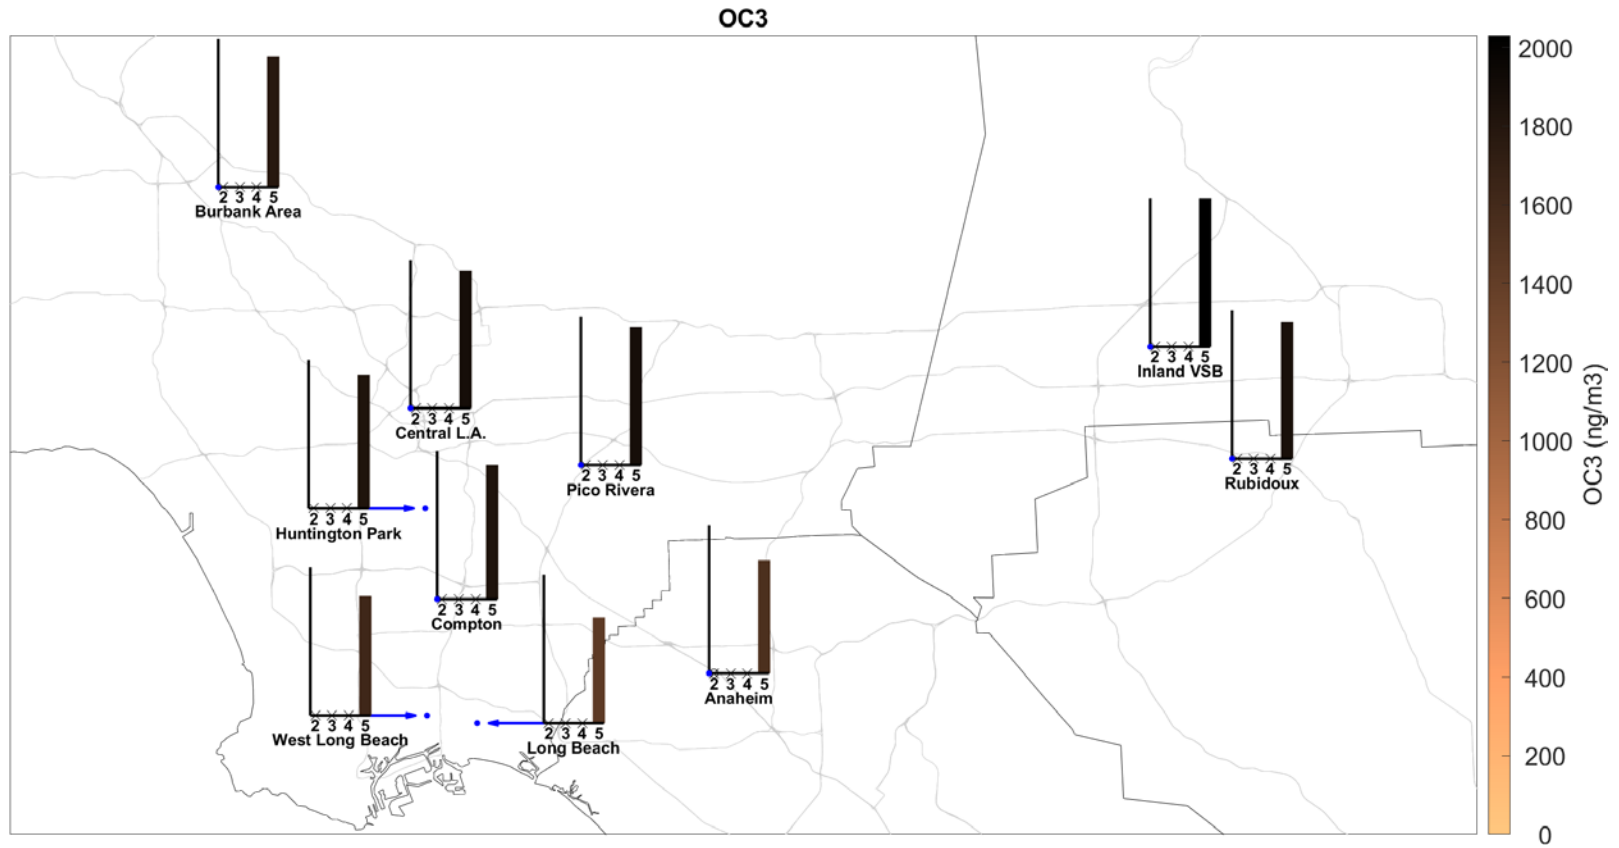 OC3
2 3 4 5
Burbank Area
2 3 4 5
Central L.A.
2 3 4 5
Pico Rivera
2 3 4 5
Inland VSB
2 3 4 5
Rubidoux
2 3 4 5
Huntington Park
2 3 4 5
Compton
2 3 4 5
Anaheim
2 3 4 5
West Long Beach
2 3 4 5
Long Beach
2000
1800
1600
1400
1200
1000
800
600
400
200
0
OC3 (ng/m3)